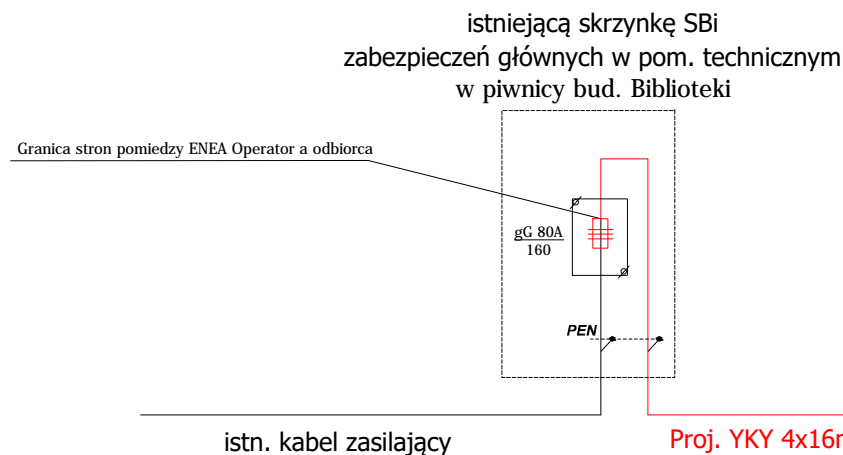 istniejącą skrzynkę SBi
zabezpieczeń głównych w pom. technicznym
w piwnicy bud. Biblioteki
Granica stron pomiedzy ENEA Operator a odbiorca
gG 80A
160
PEN
istn. kabel zasilający
Proj. YKY 4x16